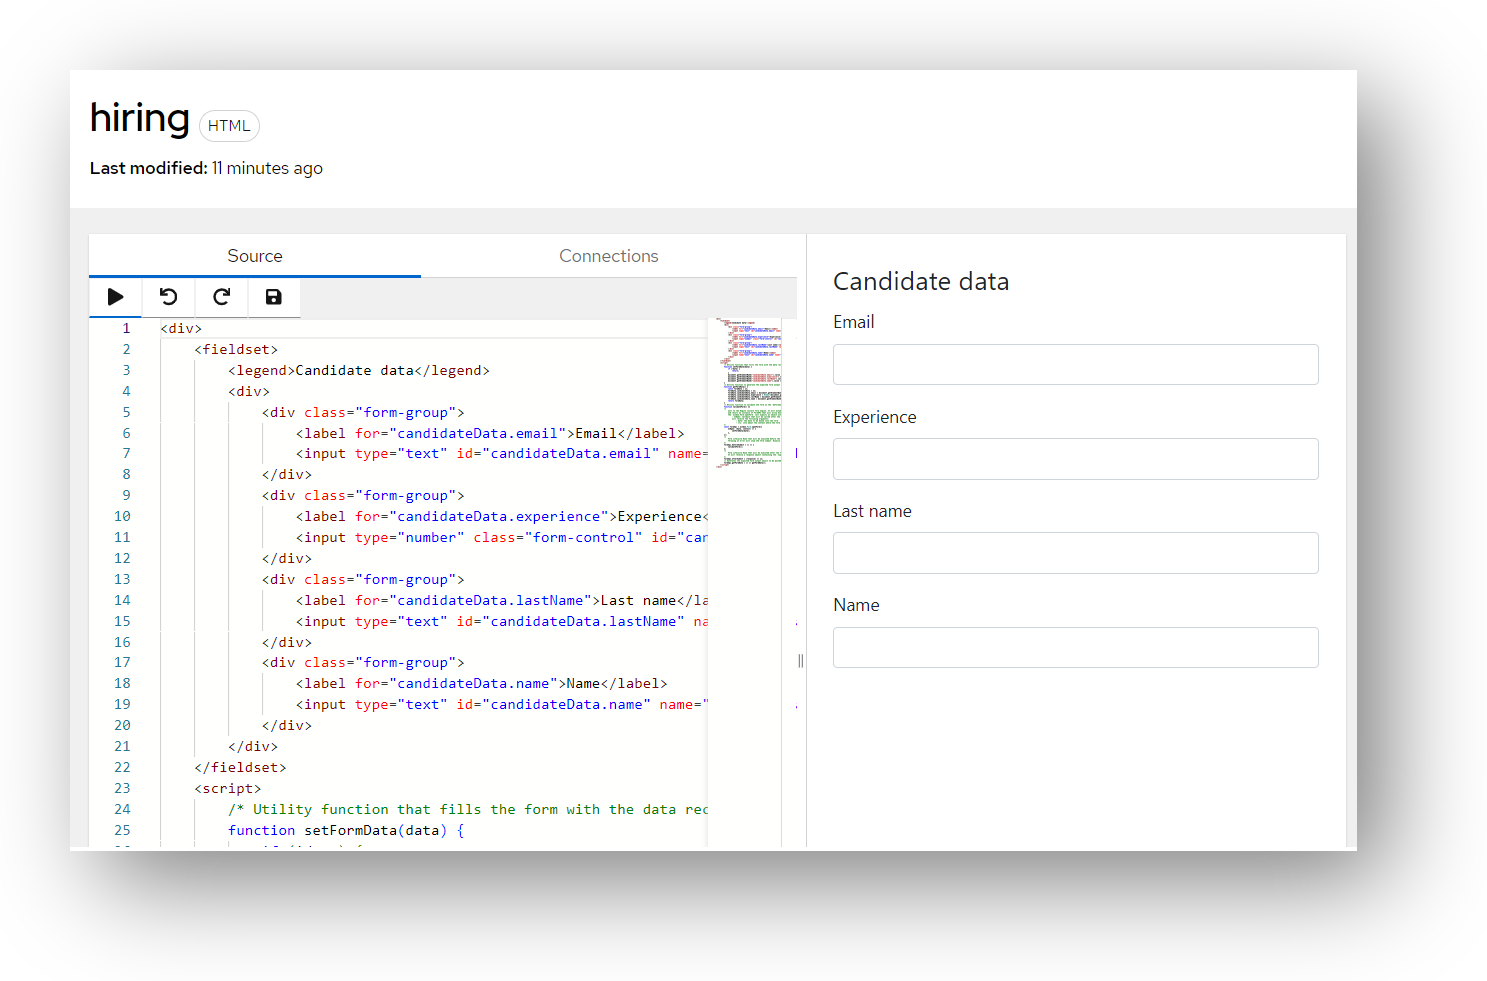 hiring HTML
Last modified: 11 minutes ago
Source Connections
1 <div>
2 <fieldset>
3 <legend>Candidate data</legend>
4 <div>
5 <div class="form-group">
6 <label for="candidateData.email">Email</label>
7 <input type="text" id="candidateData.email" name=
8 </div>
9 <div class="form-group">
10 <label for="candidateData.experience">Experience<
11 <input type="number" class="form-control" id="can
12 </div>
13 <div class="form-group">
14 <label for="candidateData.lastName">Last name</la
15 <input type="text" id="candidateData.lastName" na
16 </div>
17 <div class="form-group">
18 <label for="candidateData.name">Name</label>
19 <input type="text" id="candidateData.name" name="
20 </div>
21 </div>
22 </fieldset>
23 <script>
24 /* Utility function that fills the form with the data rec
25 function setFormData(data) {
Candidate data
Email
Experience
Last name
Name